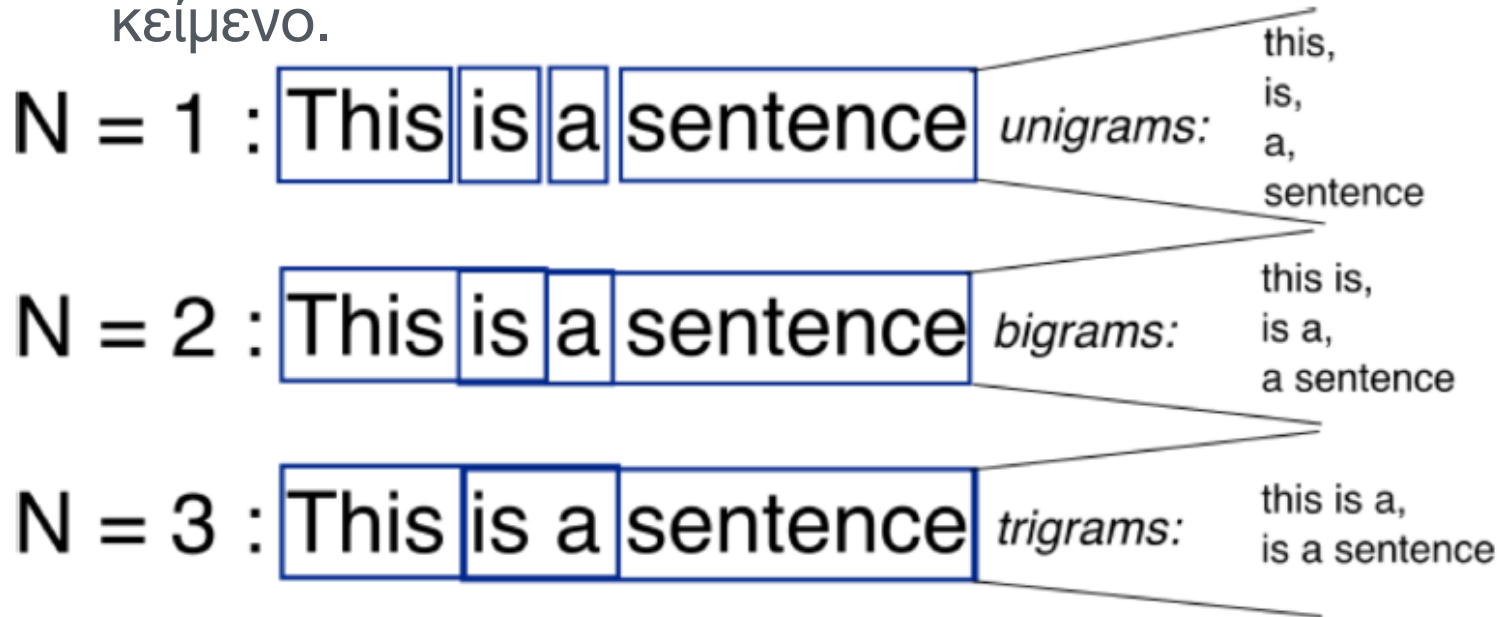 κείμενο.
N = 1 : This is a sentence unigrams:
this,
is,
a,
sentence
N = 2 : This is a sentence bigrams:
this is,
is a,
a sentence
N = 3 : This is a sentence trigrams:
this is a,
is a sentence